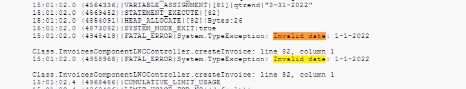 15:01:02.0 (4564336)|VARIABLE_ASSIGNMENT|[81]|qtrend|"3-31-2022"
15:01:02.0 (4569452)|STATEMENT_EXECUTE|[82]
15:01:02.0 (4586091)|HEAP_ALLOCATE|[82]|Bytes:26
15:01:02.0 (4873092)|SYSTEM_MODE_EXIT|true
15:01:02.0 (4948418)|FATAL_ERROR|System.TypeException: Invalid date: 1-1-2022
Class.InvoicesComponentLWCController.createInvoice: line 82, column 1
15:01:02.0 (4958968)|FATAL_ERROR|System.TypeException: Invalid date: 1-1-2022
Class.InvoicesComponentLWCController.createInvoice: line 82, column 1
15:01:02.4 (4968486)|CUMULATIVE_LIMIT_USAGE